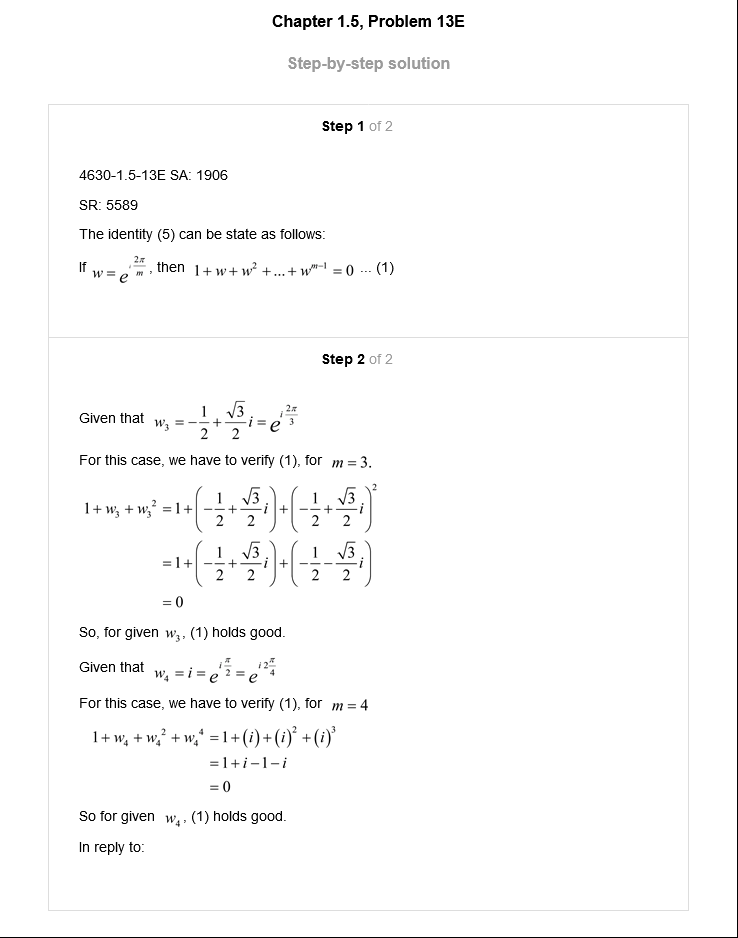 Chapter 1.5, Problem 13E
Step-by-step solution
Step 1 of 2
4630-1.5-13E SA: 1906
SR: 5589
The identity (5) can be state as follows:
If $w = e^{i\frac{2\pi}{m}}$, then $1 + w + w^2 + ... + w^{m-1} = 0$ ... (1)
Step 2 of 2
Given that $w_3 = -\frac{1}{2} + \frac{\sqrt{3}}{2}i = e^{i\frac{2\pi}{3}}$
For this case, we have to verify (1), for $m = 3$.
$1 + w_3 + w_3^2 = 1 + \left(-\frac{1}{2} + \frac{\sqrt{3}}{2}i\right) + \left(-\frac{1}{2} + \frac{\sqrt{3}}{2}i\right)^2$
$= 1 + \left(-\frac{1}{2} + \frac{\sqrt{3}}{2}i\right) + \left(-\frac{1}{2} - \frac{\sqrt{3}}{2}i\right)$
$= 0$
So, for given $w_3$, (1) holds good.
Given that $w_4 = i = e^{i\frac{\pi}{2}} = e^{i2\frac{\pi}{4}}$
For this case, we have to verify (1), for $m = 4$
$1 + w_4 + w_4^2 + w_4^4 = 1 + (i) + (i)^2 + (i)^3$
$= 1 + i - 1 - i$
$= 0$
So for given $w_4$, (1) holds good.
In reply to: